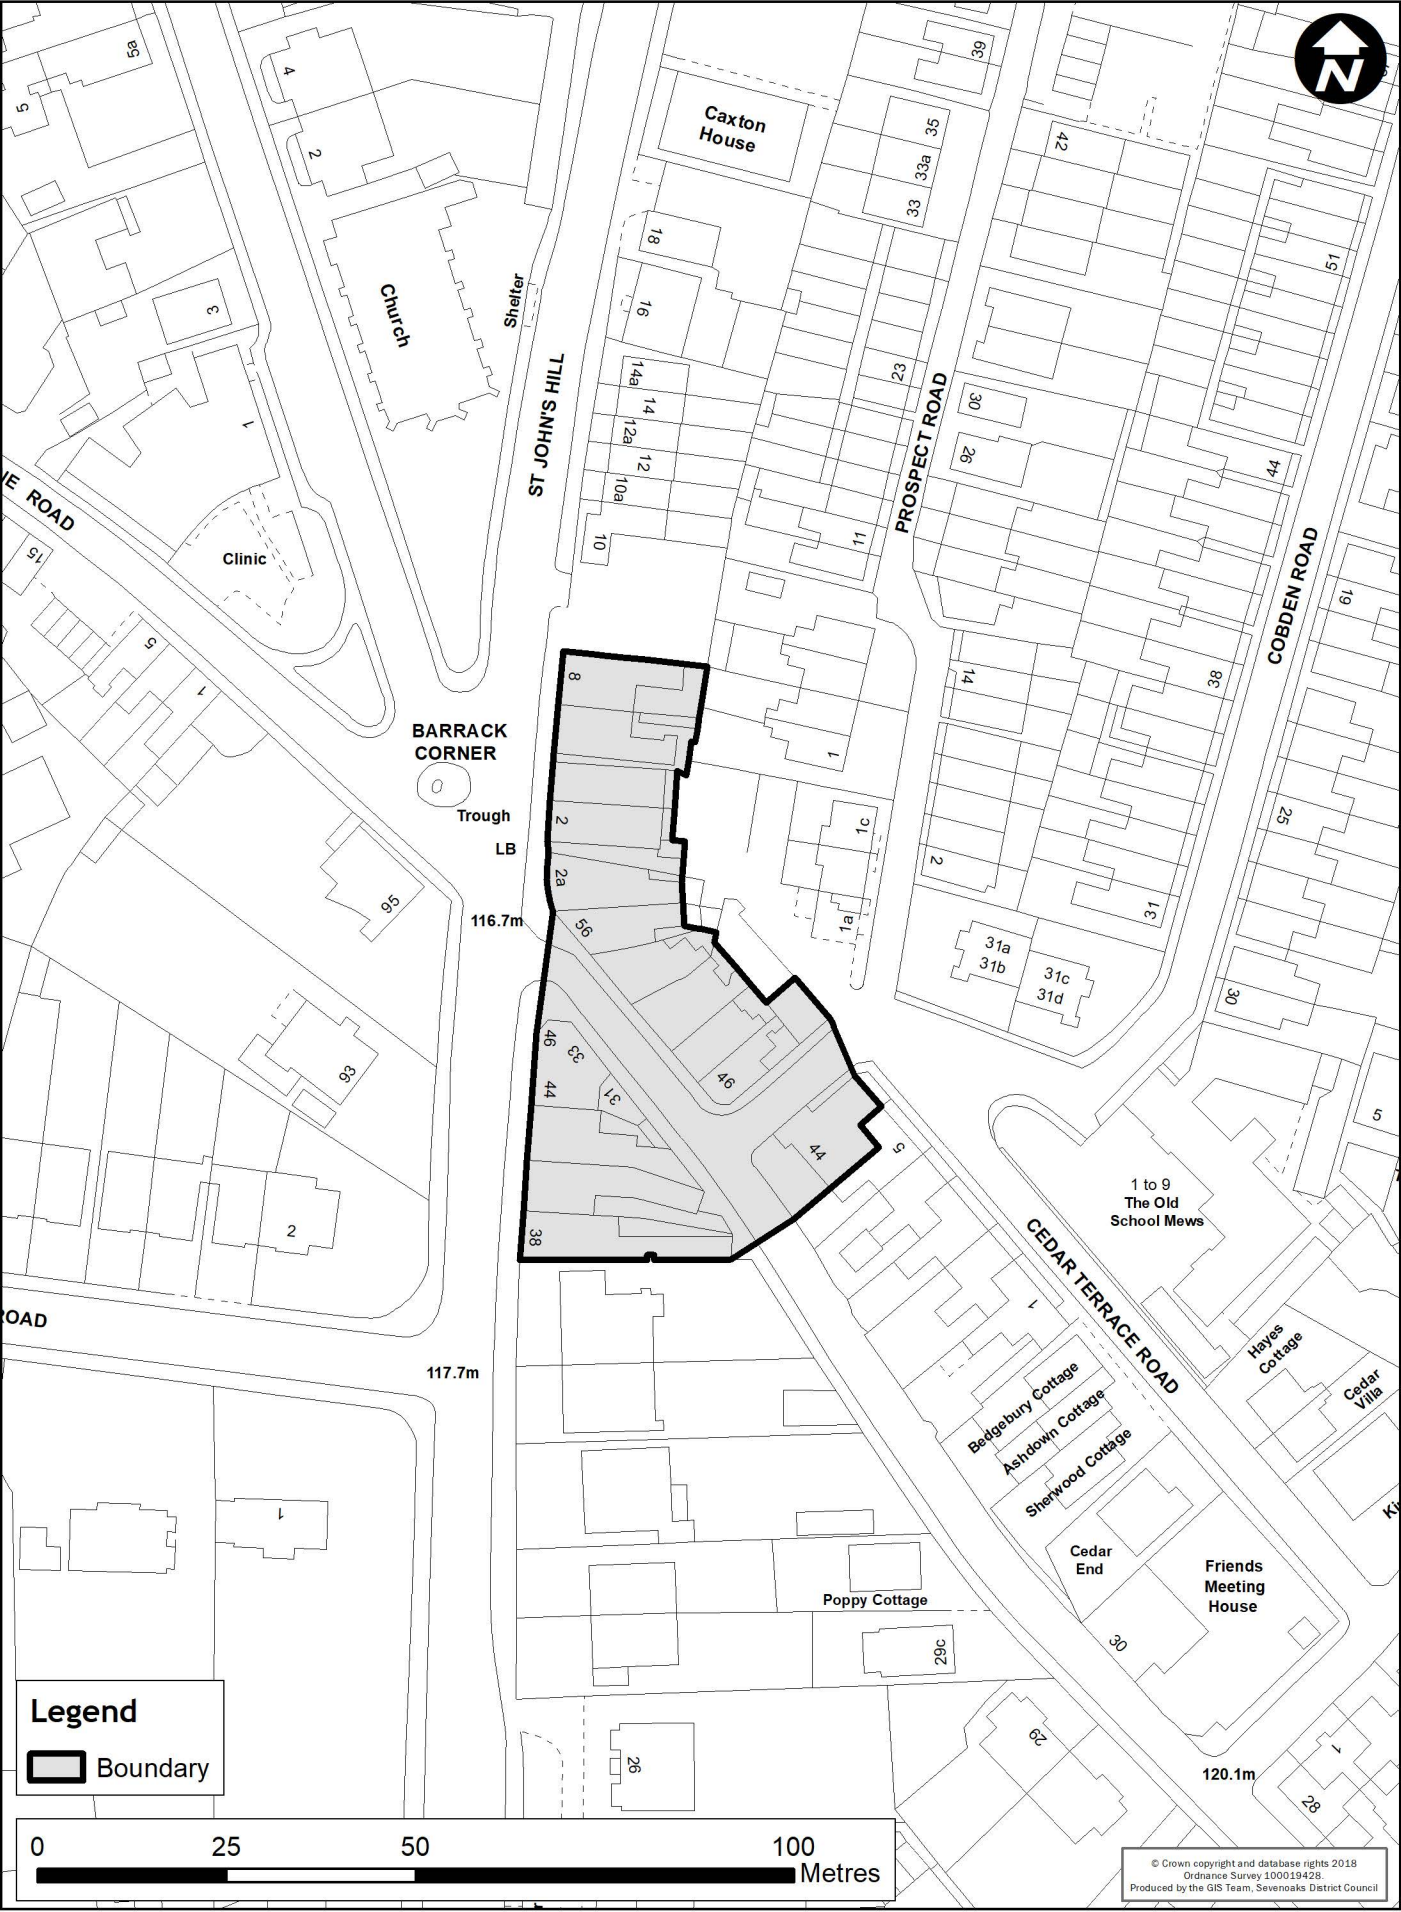 5a
5
4
2
3
1
Church
Shelter
Caxton
House
39
35
33a
33
42
N
18
16
14a
14
12a
12
10a
10
ST JOHN'S HILL
23
11
PROSPECT ROAD
30
26
51
44
COBDEN ROAD
19
ROAD
15
Clinic
5
1
8
BARRACK
CORNER
Trough
LB
2
2a
56
116.7m
1
1c
1a
14
2
38
31
25
31a
31b
31c
31d
30
95
93
2
46
44
33
31
46
44
38
5
1
5
1 to 9
The Old
School Mews
CEDAR TERRACE ROAD
Hayes
Cottage
Cedar
Villa
Bedgebury Cottage
Ashdown Cottage
Sherwood Cottage
ROAD
117.7m
1
Cedar
End
Friends
Meeting
House
Poppy Cottage
29c
30
29
26
1
28
120.1m
Legend
Boundary
0 25 50 100
Metres
© Crown copyright and database rights 2018
Ordnance Survey 100019428.
Produced by the GIS Team, Sevenoaks District Council